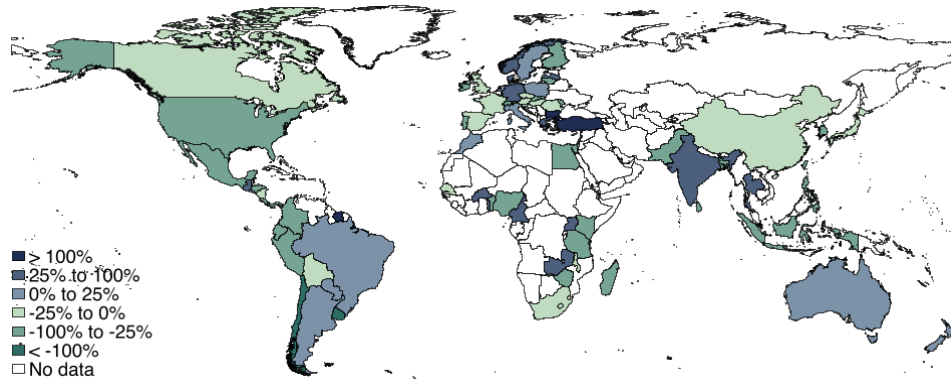 > 100%
25% to 100%
0% to 25%
-25% to 0%
-100% to -25%
< -100%
No data